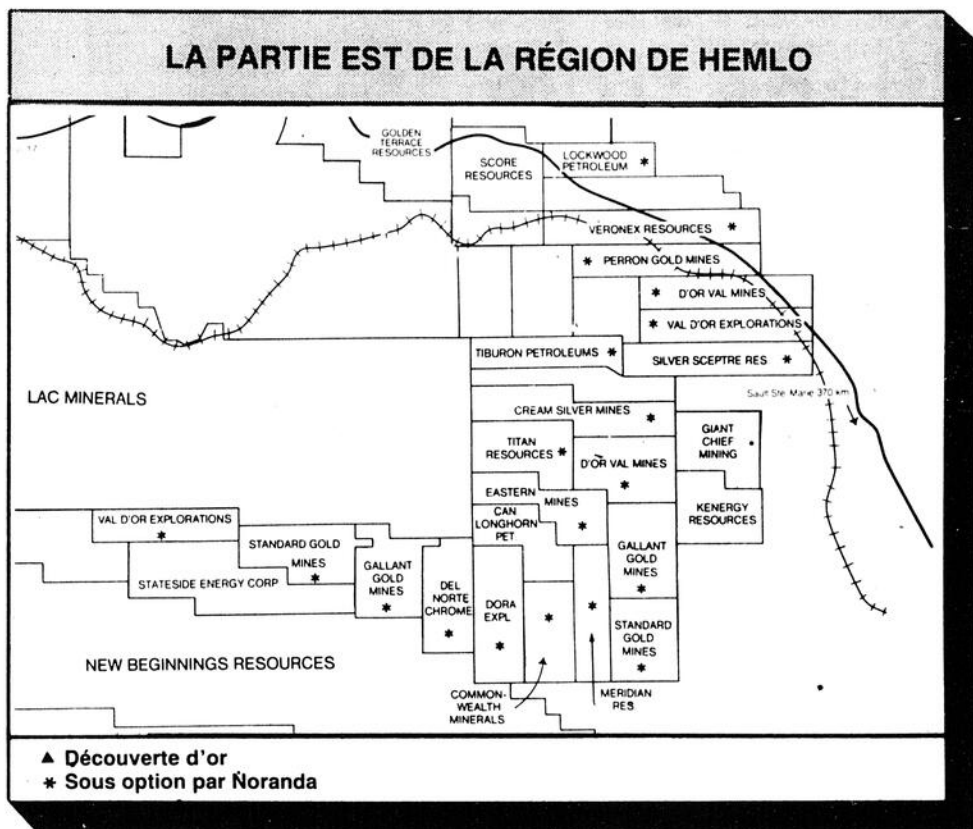 LA PARTIE EST DE LA RÉGION DE HEMLO
17
GOLDEN
TERRACE
RESOURCES
SCORE
RESOURCES
LOCKWOOD
PETROLEUM *
VERONEX RESOURCES *
* PERRON GOLD MINES
* D'OR VAL MINES
* VAL D'OR EXPLORATIONS
TIBURON PETROLEUMS *
SILVER SCEPTRE RES *
LAC MINERALS
Sault Ste-Marie 370 km.
CREAM SILVER MINES *
TITAN
RESOURCES *
D'OR VAL MINES
*
GIANT
CHIEF
MINING
EASTERN MINES
*
CAN
LONGHORN
PET
KENERGY
RESOURCES
VAL D'OR EXPLORATIONS
*
STANDARD GOLD
MINES
*
STATESIDE ENERGY CORP
GALLANT
GOLD
MINES
*
DEL
NORTE
CHROME
*
DORA
EXPL
*
*
*
GALLANT
GOLD
MINES
*
STANDARD
GOLD
MINES
*
NEW BEGINNINGS RESOURCES
COMMON-
WEALTH
MINERALS
MERIDIAN
RES.
▲ Découverte d'or
* Sous option par Noranda